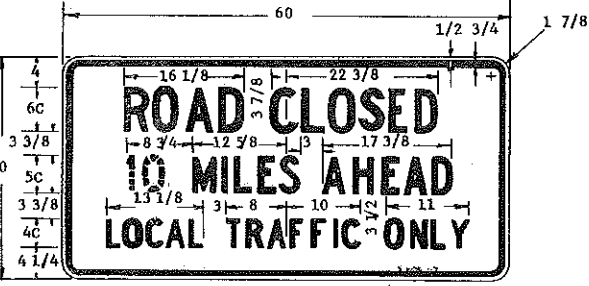 60
1/2 3/4 1 7/8
4 16 1/8 3 7/8 22 3/8
6C ROAD CLOSED
3 3/8 8 3/4 12 5/8 3 17 3/8
0 5C 10 MILES AHEAD
3 3/8 13 1/8 3 8 10 3 1/2 11
4C LOCAL TRAFFIC ONLY
4 1/4